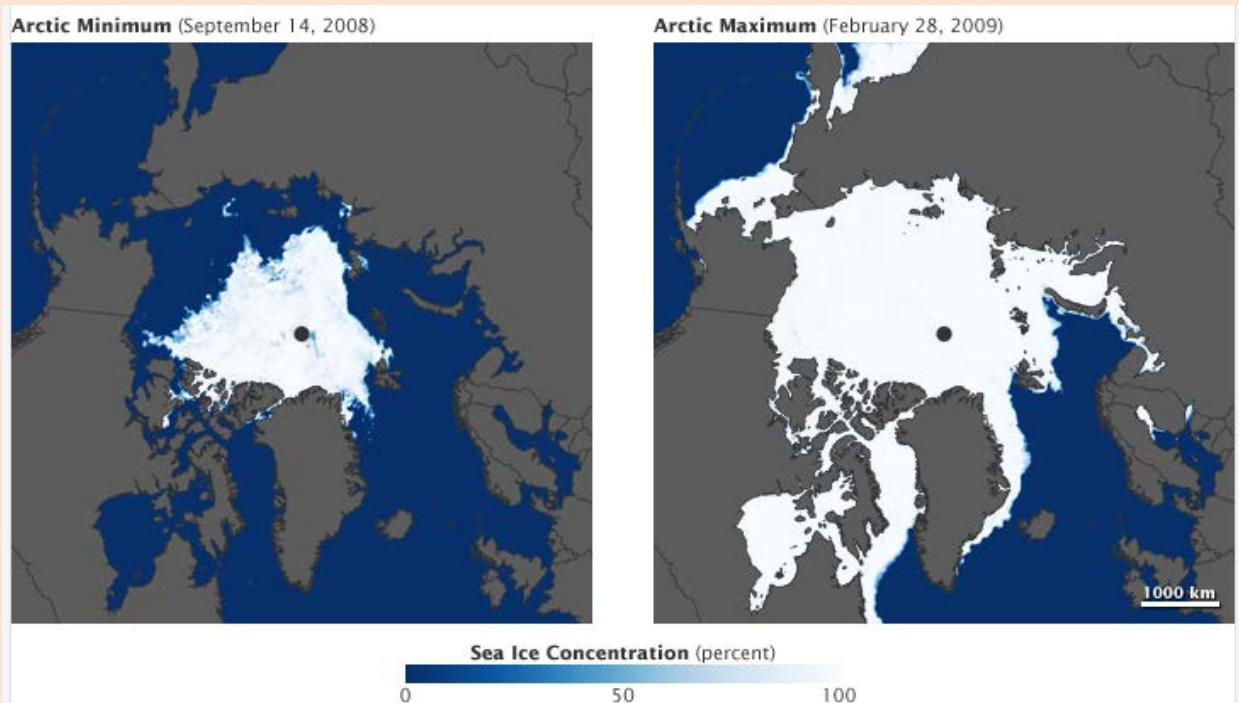 Arctic Minimum (September 14, 2008)
Arctic Maximum (February 28, 2009)
1000 km
Sea Ice Concentration (percent)
0 50 100